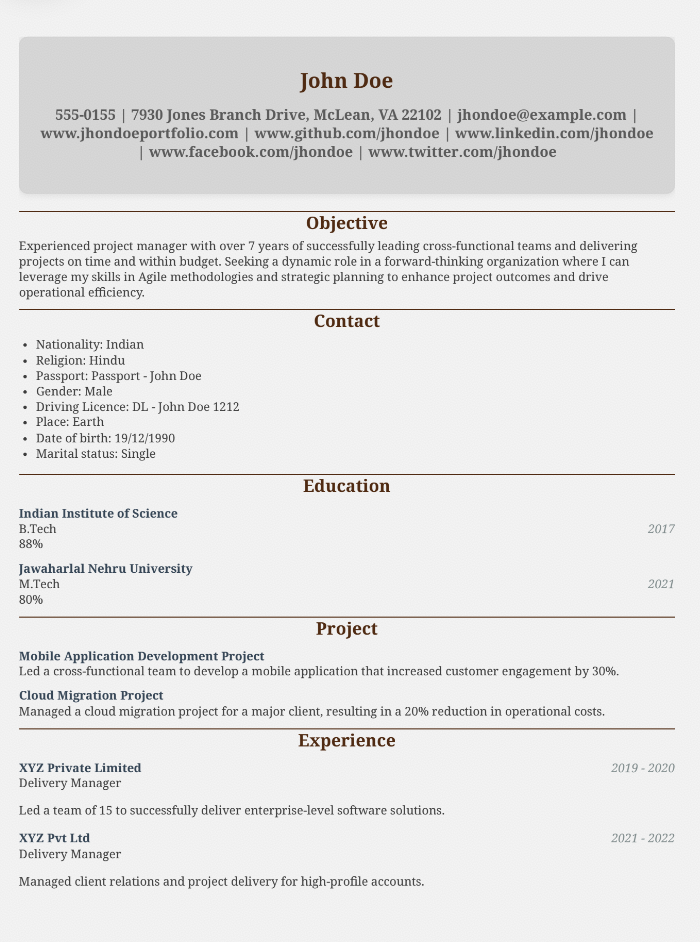 John Doe
555-0155 | 7930 Jones Branch Drive, McLean, VA 22102 | jhondoe@example.com |
www.jhondoeportfolio.com | www.github.com/jhondoe | www.linkedin.com/jhondoe
| www.facebook.com/jhondoe | www.twitter.com/jhondoe
Objective
Experienced project manager with over 7 years of successfully leading cross-functional teams and delivering
projects on time and within budget. Seeking a dynamic role in a forward-thinking organization where I can
leverage my skills in Agile methodologies and strategic planning to enhance project outcomes and drive
operational efficiency.
Contact
• Nationality: Indian
• Religion: Hindu
• Passport: Passport - John Doe
• Gender: Male
• Driving Licence: DL - John Doe 1212
• Place: Earth
• Date of birth: 19/12/1990
• Marital status: Single
Education
Indian Institute of Science
B.Tech 2017
88%
Jawaharlal Nehru University
M.Tech 2021
80%
Project
Mobile Application Development Project
Led a cross-functional team to develop a mobile application that increased customer engagement by 30%.
Cloud Migration Project
Managed a cloud migration project for a major client, resulting in a 20% reduction in operational costs.
Experience
XYZ Private Limited 2019 - 2020
Delivery Manager
Led a team of 15 to successfully deliver enterprise-level software solutions.
XYZ Pvt Ltd 2021 - 2022
Delivery Manager
Managed client relations and project delivery for high-profile accounts.